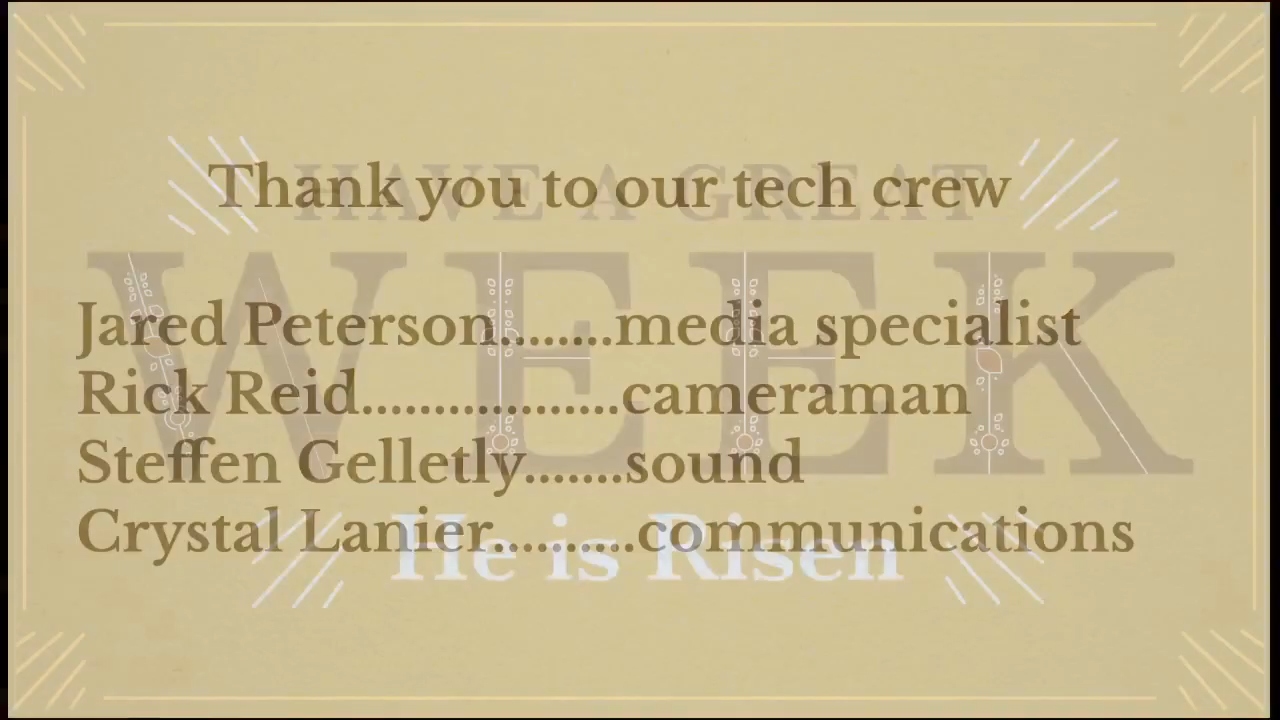 Thank you to our tech crew
HAVE A GREAT
WEEK
Jared Peterson........media specialist
Rick Reid..................cameraman
Steffen Gelletly.......sound
Crystal Lanier..........communications
He is Risen